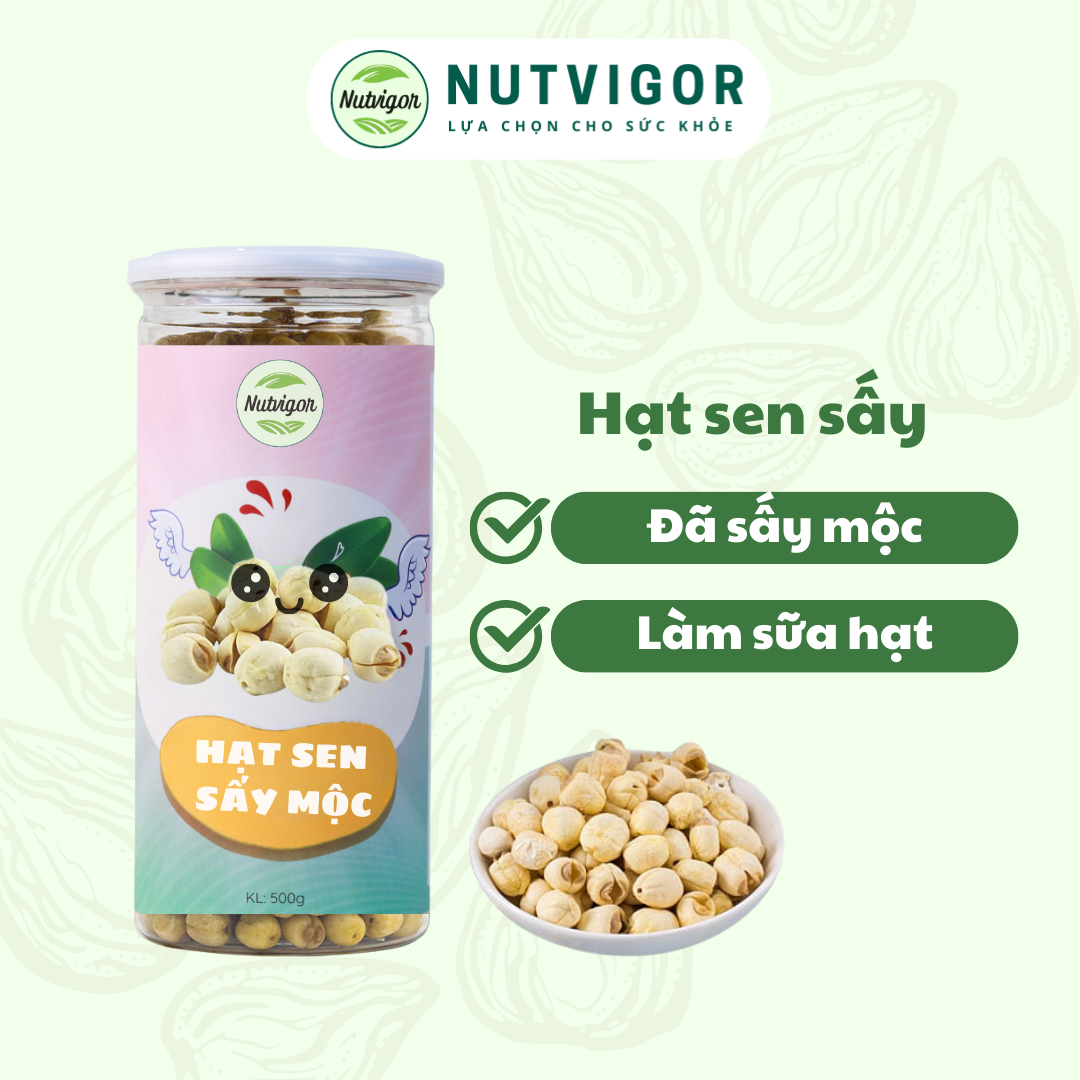 Nutvigor
NUTVIGOR
LỰA CHỌN CHO SỨC KHỎE
Nutvigor
HẠT SEN
SẤY MỘC
KL: 500g
Hạt sen sấy
Đã sấy mộc
Làm sữa hạt